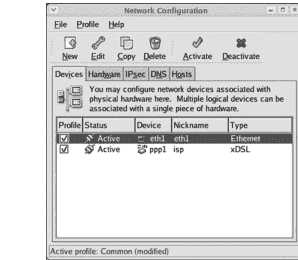 Network Configuration
File Profile Help
New Edit Copy Delete Activate Deactivate
Devices Hardware IPsec DNS Hosts
You may configure network devices associated with
physical hardware here. Multiple logical devices can be
associated with a single piece of hardware.
Profile Status Device Nickname Type
Active eth1 eth1 Ethernet
Active ppp1 isp xDSL
Active profile: Common (modified)